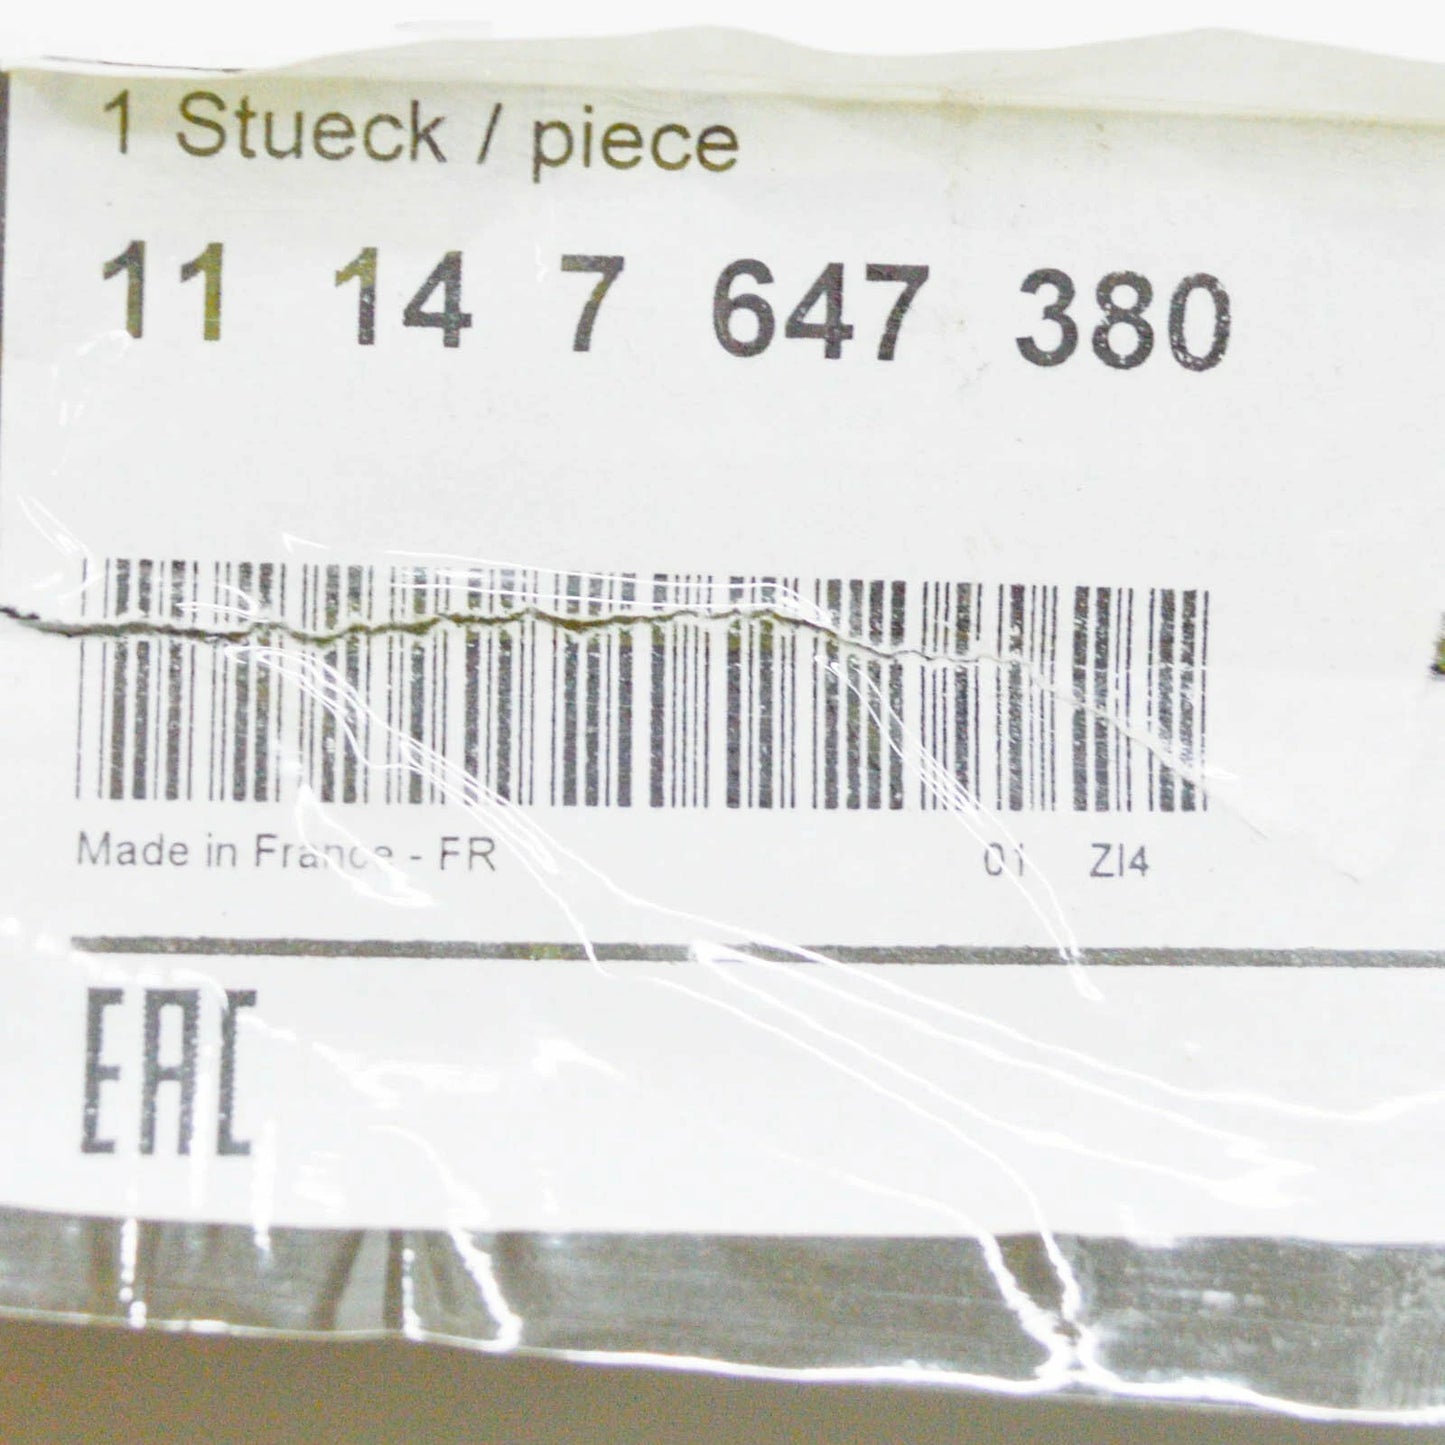 1 Stueck / piece
11 14 7 647 380
Made in France - FR 01 ZI4
EAC